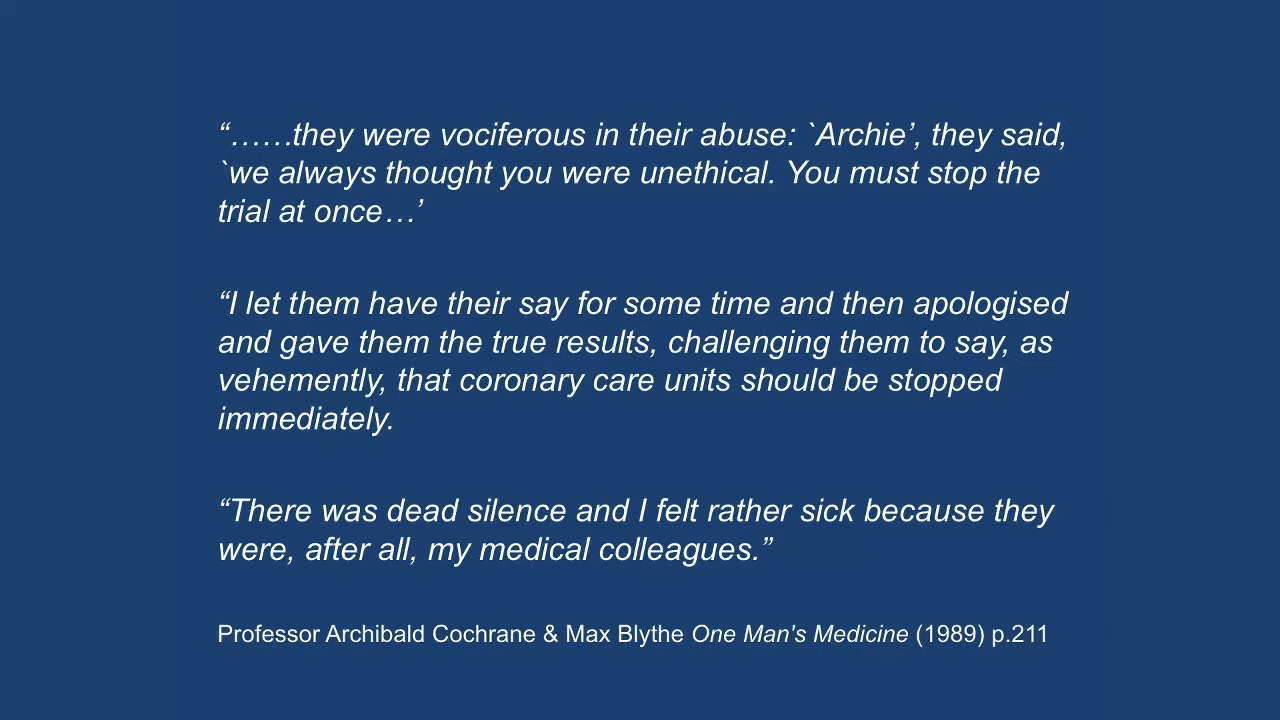 “……they were vociferous in their abuse: `Archie’, they said,
`we always thought you were unethical. You must stop the
trial at once…’
“I let them have their say for some time and then apologised
and gave them the true results, challenging them to say, as
vehemently, that coronary care units should be stopped
immediately.
“There was dead silence and I felt rather sick because they
were, after all, my medical colleagues.”
Professor Archibald Cochrane & Max Blythe One Man's Medicine (1989) p.211